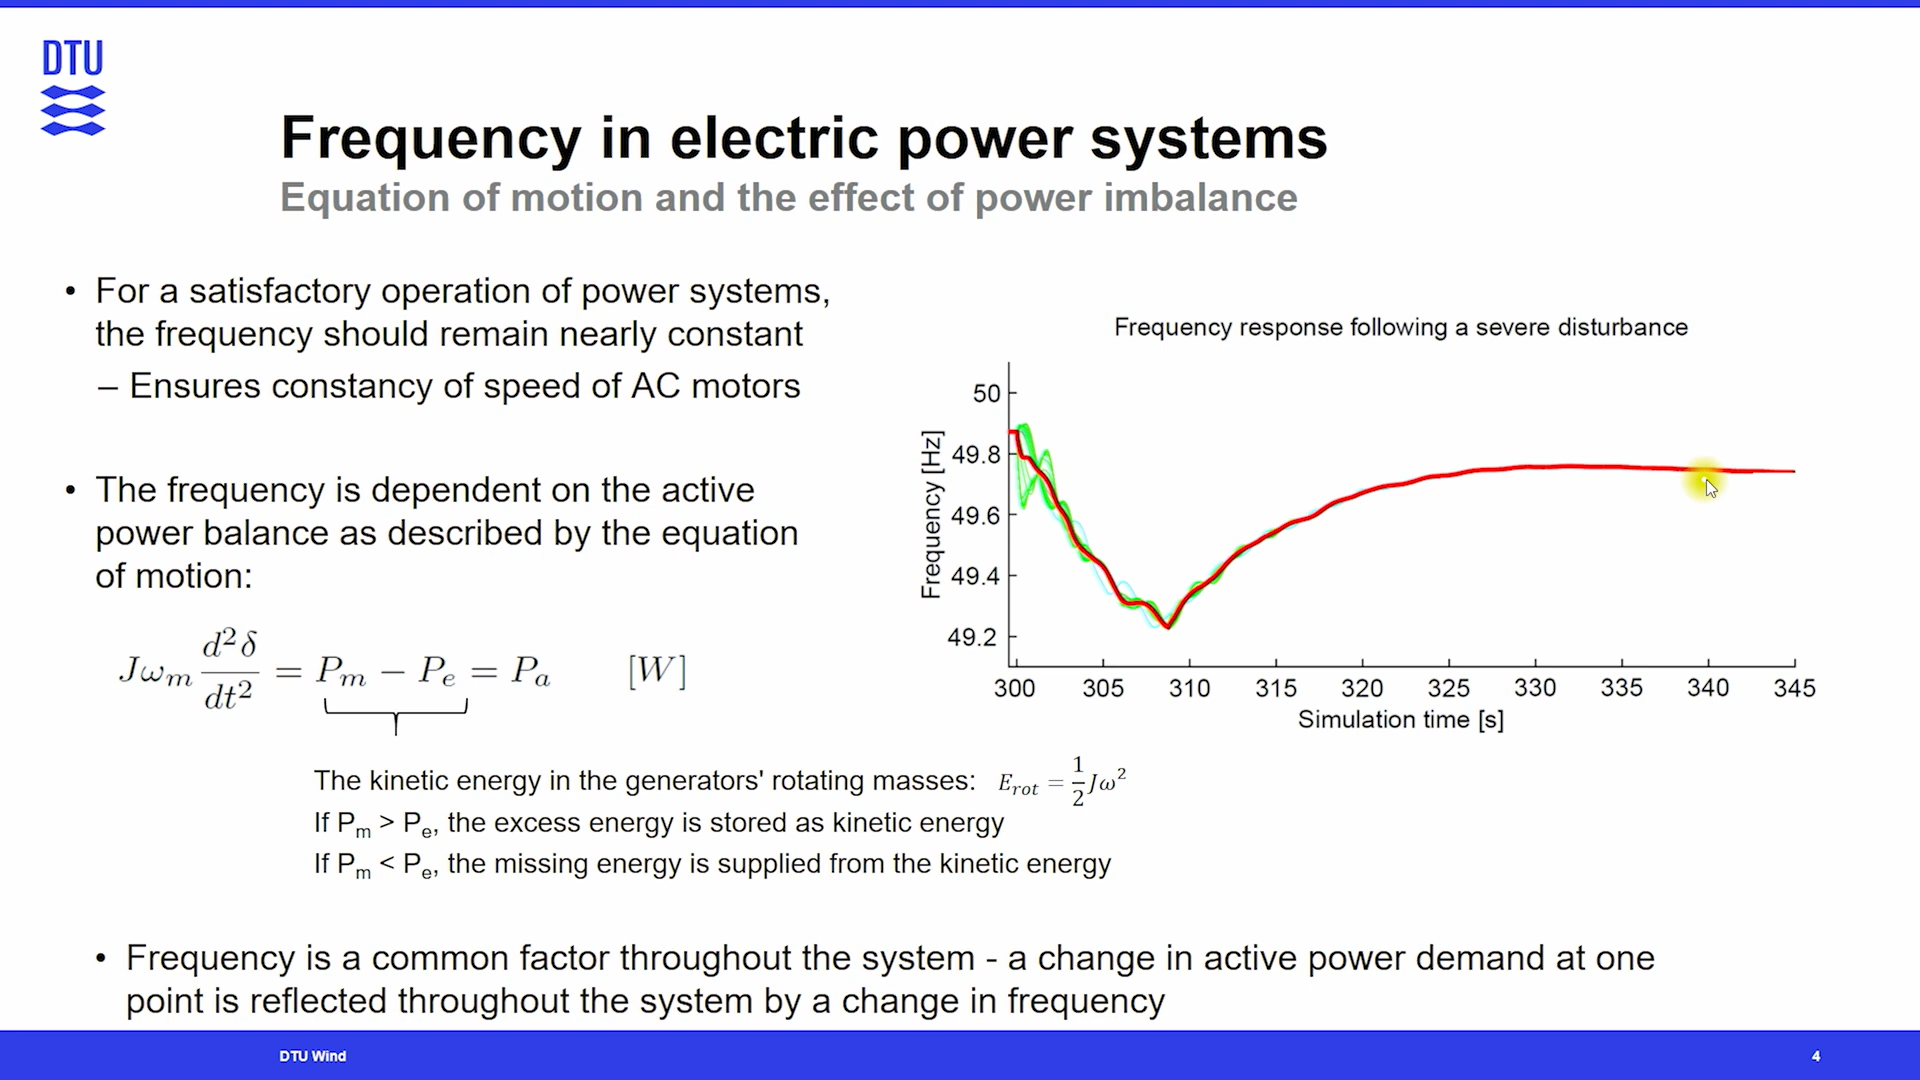 DTU
Frequency in electric power systems
Equation of motion and the effect of power imbalance
• For a satisfactory operation of power systems,
the frequency should remain nearly constant
– Ensures constancy of speed of AC motors
• The frequency is dependent on the active
power balance as described by the equation
of motion:
Jω_m d²δ/dt² = P_m − P_e = P_a [W]
Frequency response following a severe disturbance
Frequency [Hz]
50
49.8
49.6
49.4
49.2
300 305 310 315 320 325 330 335 340 345
Simulation time [s]
The kinetic energy in the generators' rotating masses: E_rot = 1/2 Jω²
If P_m > P_e, the excess energy is stored as kinetic energy
If P_m < P_e, the missing energy is supplied from the kinetic energy
• Frequency is a common factor throughout the system - a change in active power demand at one
point is reflected throughout the system by a change in frequency
DTU Wind 4